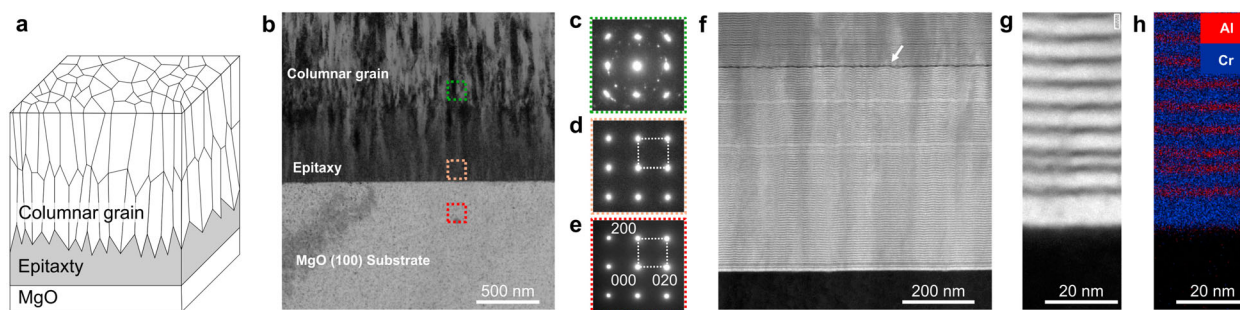 a
Columnar grain
Epitaxty
MgO
b
Columnar grain
Epitaxy
MgO (100) Substrate
500 nm
c
d
e
200
000
020
f
200 nm
g
20 nm
h
Al
Cr
20 nm